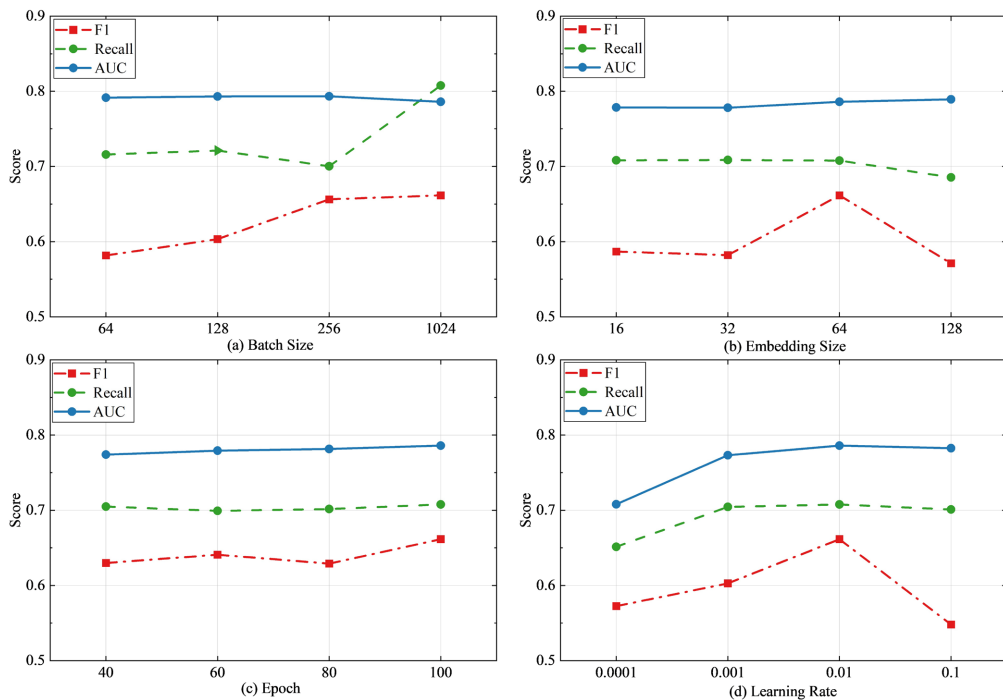 0.9
F1
Recall
AUC
0.8
0.7
Score
0.6
0.5
64 128 256 1024
(a) Batch Size
0.9
F1
Recall
AUC
0.8
0.7
Score
0.6
0.5
16 32 64 128
(b) Embedding Size
0.9
F1
Recall
AUC
0.8
0.7
Score
0.6
0.5
40 60 80 100
(c) Epoch
0.9
F1
Recall
AUC
0.8
0.7
Score
0.6
0.5
0.0001 0.001 0.01 0.1
(d) Learning Rate